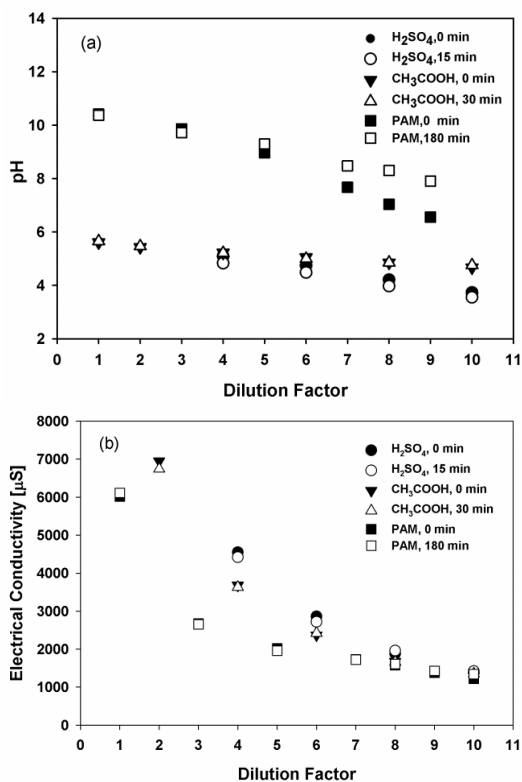 (a)
H₂SO₄,0 min
H₂SO₄,15 min
CH₃COOH, 0 min
CH₃COOH, 30 min
PAM,0 min
PAM,180 min
14
12
10
8
6
4
2
pH
0 1 2 3 4 5 6 7 8 9 10 11
Dilution Factor
(b)
H₂SO₄, 0 min
H₂SO₄, 15 min
CH₃COOH, 0 min
CH₃COOH, 30 min
PAM, 0 min
PAM, 180 min
8000
7000
6000
5000
4000
3000
2000
1000
0
Electrical Conductivity [µS]
0 1 2 3 4 5 6 7 8 9 10 11
Dilution Factor